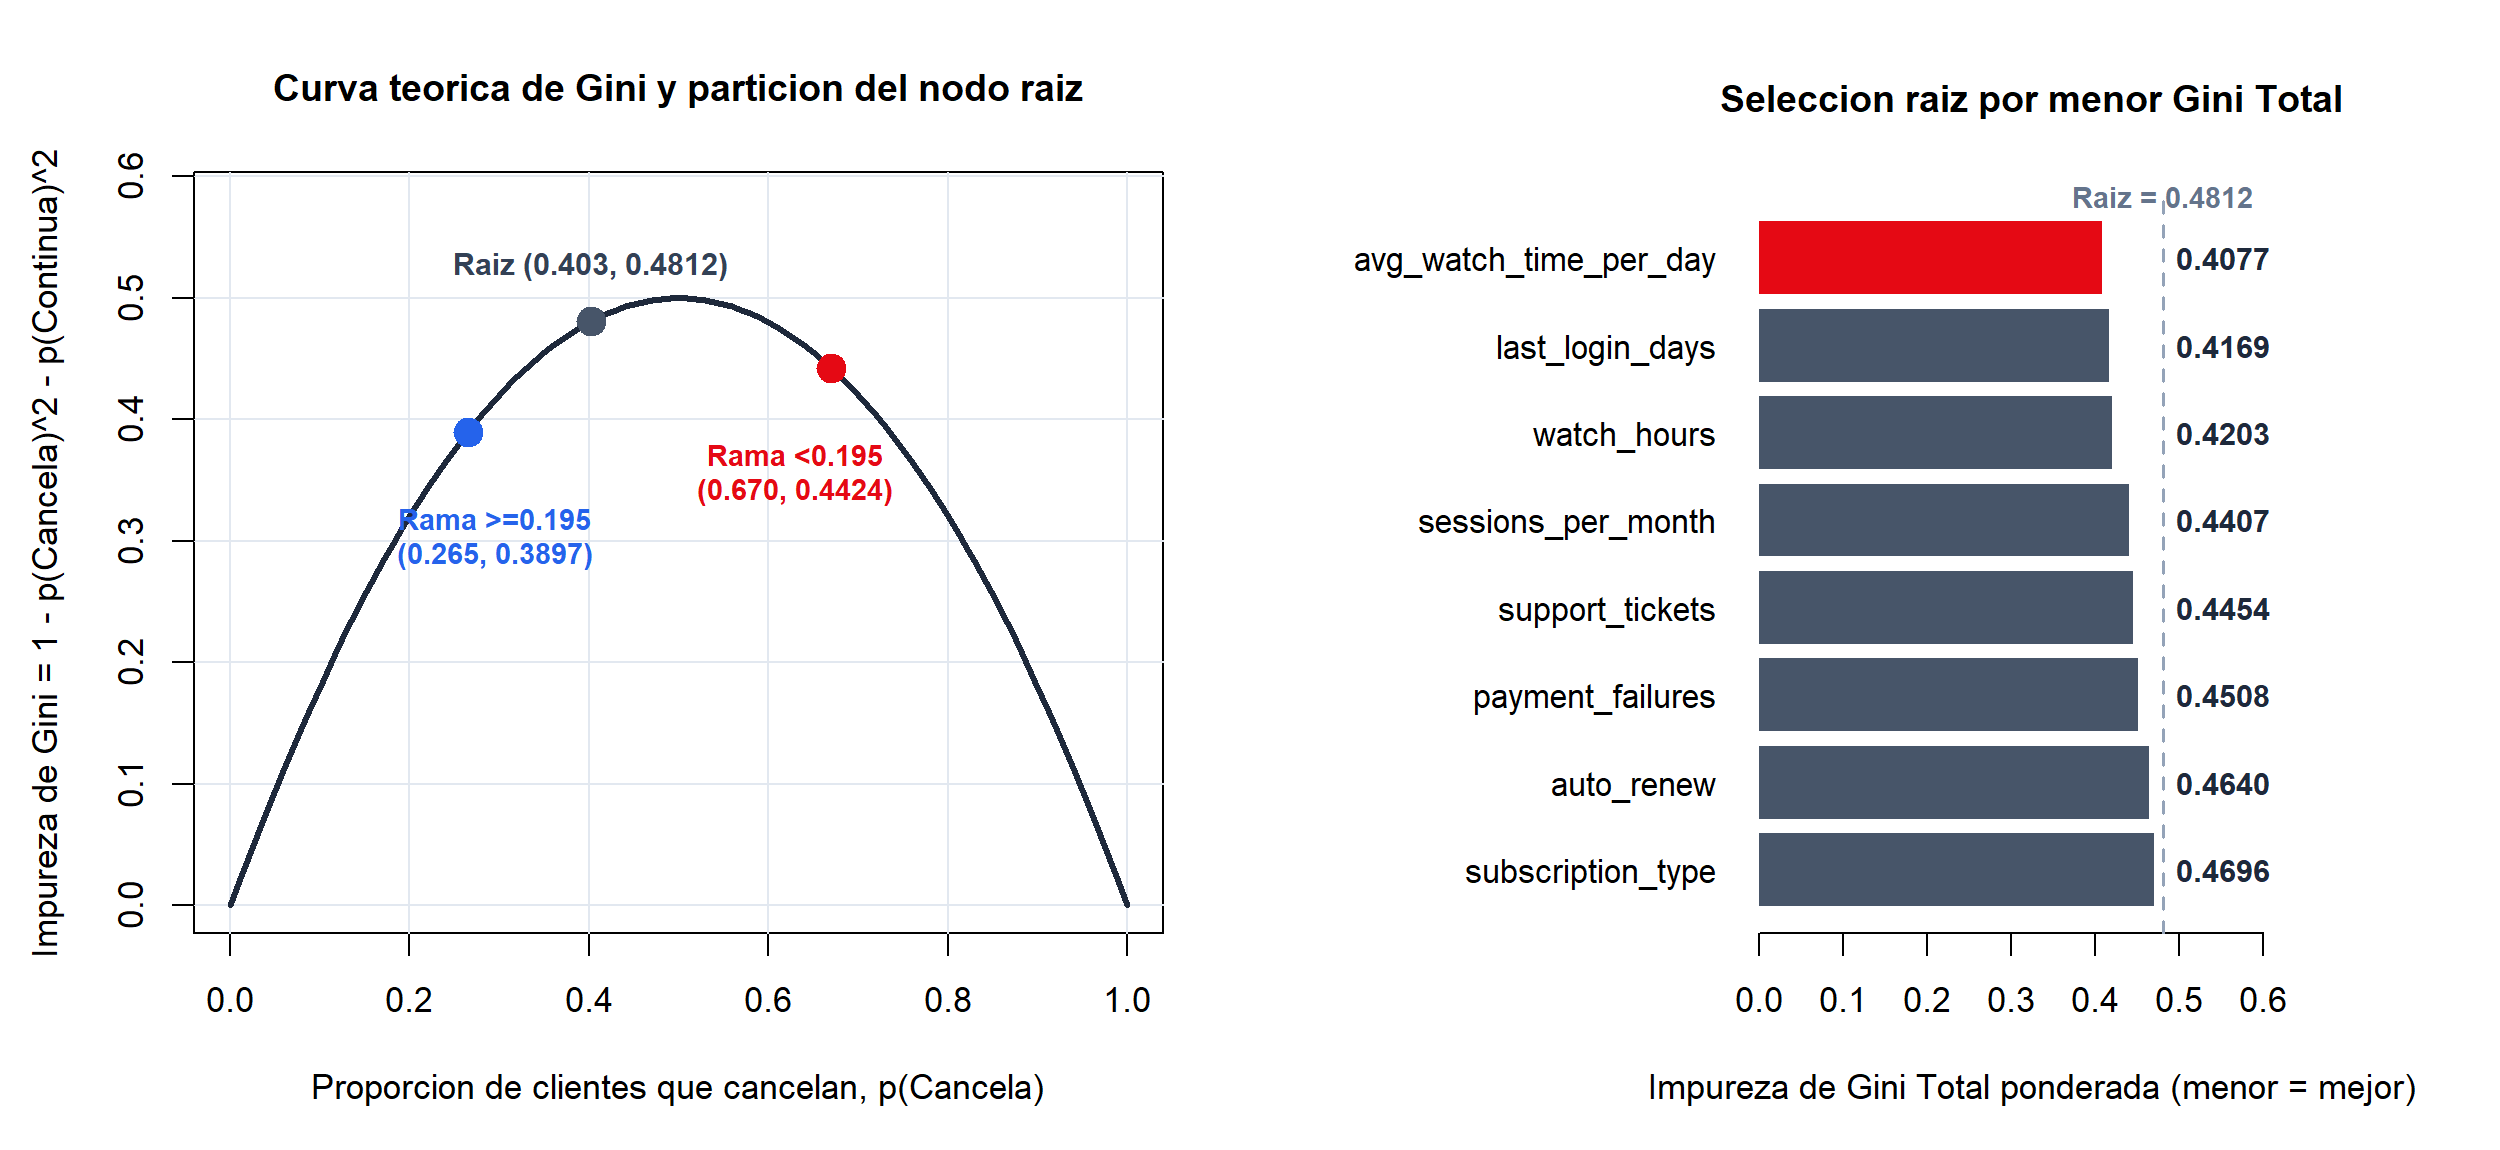 Curva teorica de Gini y particion del nodo raiz
Impureza de Gini = 1 - p(Cancela)^2 - p(Continua)^2
0.6
0.5
0.4
0.3
0.2
0.1
0.0
Raiz (0.403, 0.4812)
Rama <0.195
(0.670, 0.4424)
Rama >=0.195
(0.265, 0.3897)
0.0 0.2 0.4 0.6 0.8 1.0
Proporcion de clientes que cancelan, p(Cancela)
Seleccion raiz por menor Gini Total
Raiz = 0.4812
avg_watch_time_per_day 0.4077
last_login_days 0.4169
watch_hours 0.4203
sessions_per_month 0.4407
support_tickets 0.4454
payment_failures 0.4508
auto_renew 0.4640
subscription_type 0.4696
0.0 0.1 0.2 0.3 0.4 0.5 0.6
Impureza de Gini Total ponderada (menor = mejor)